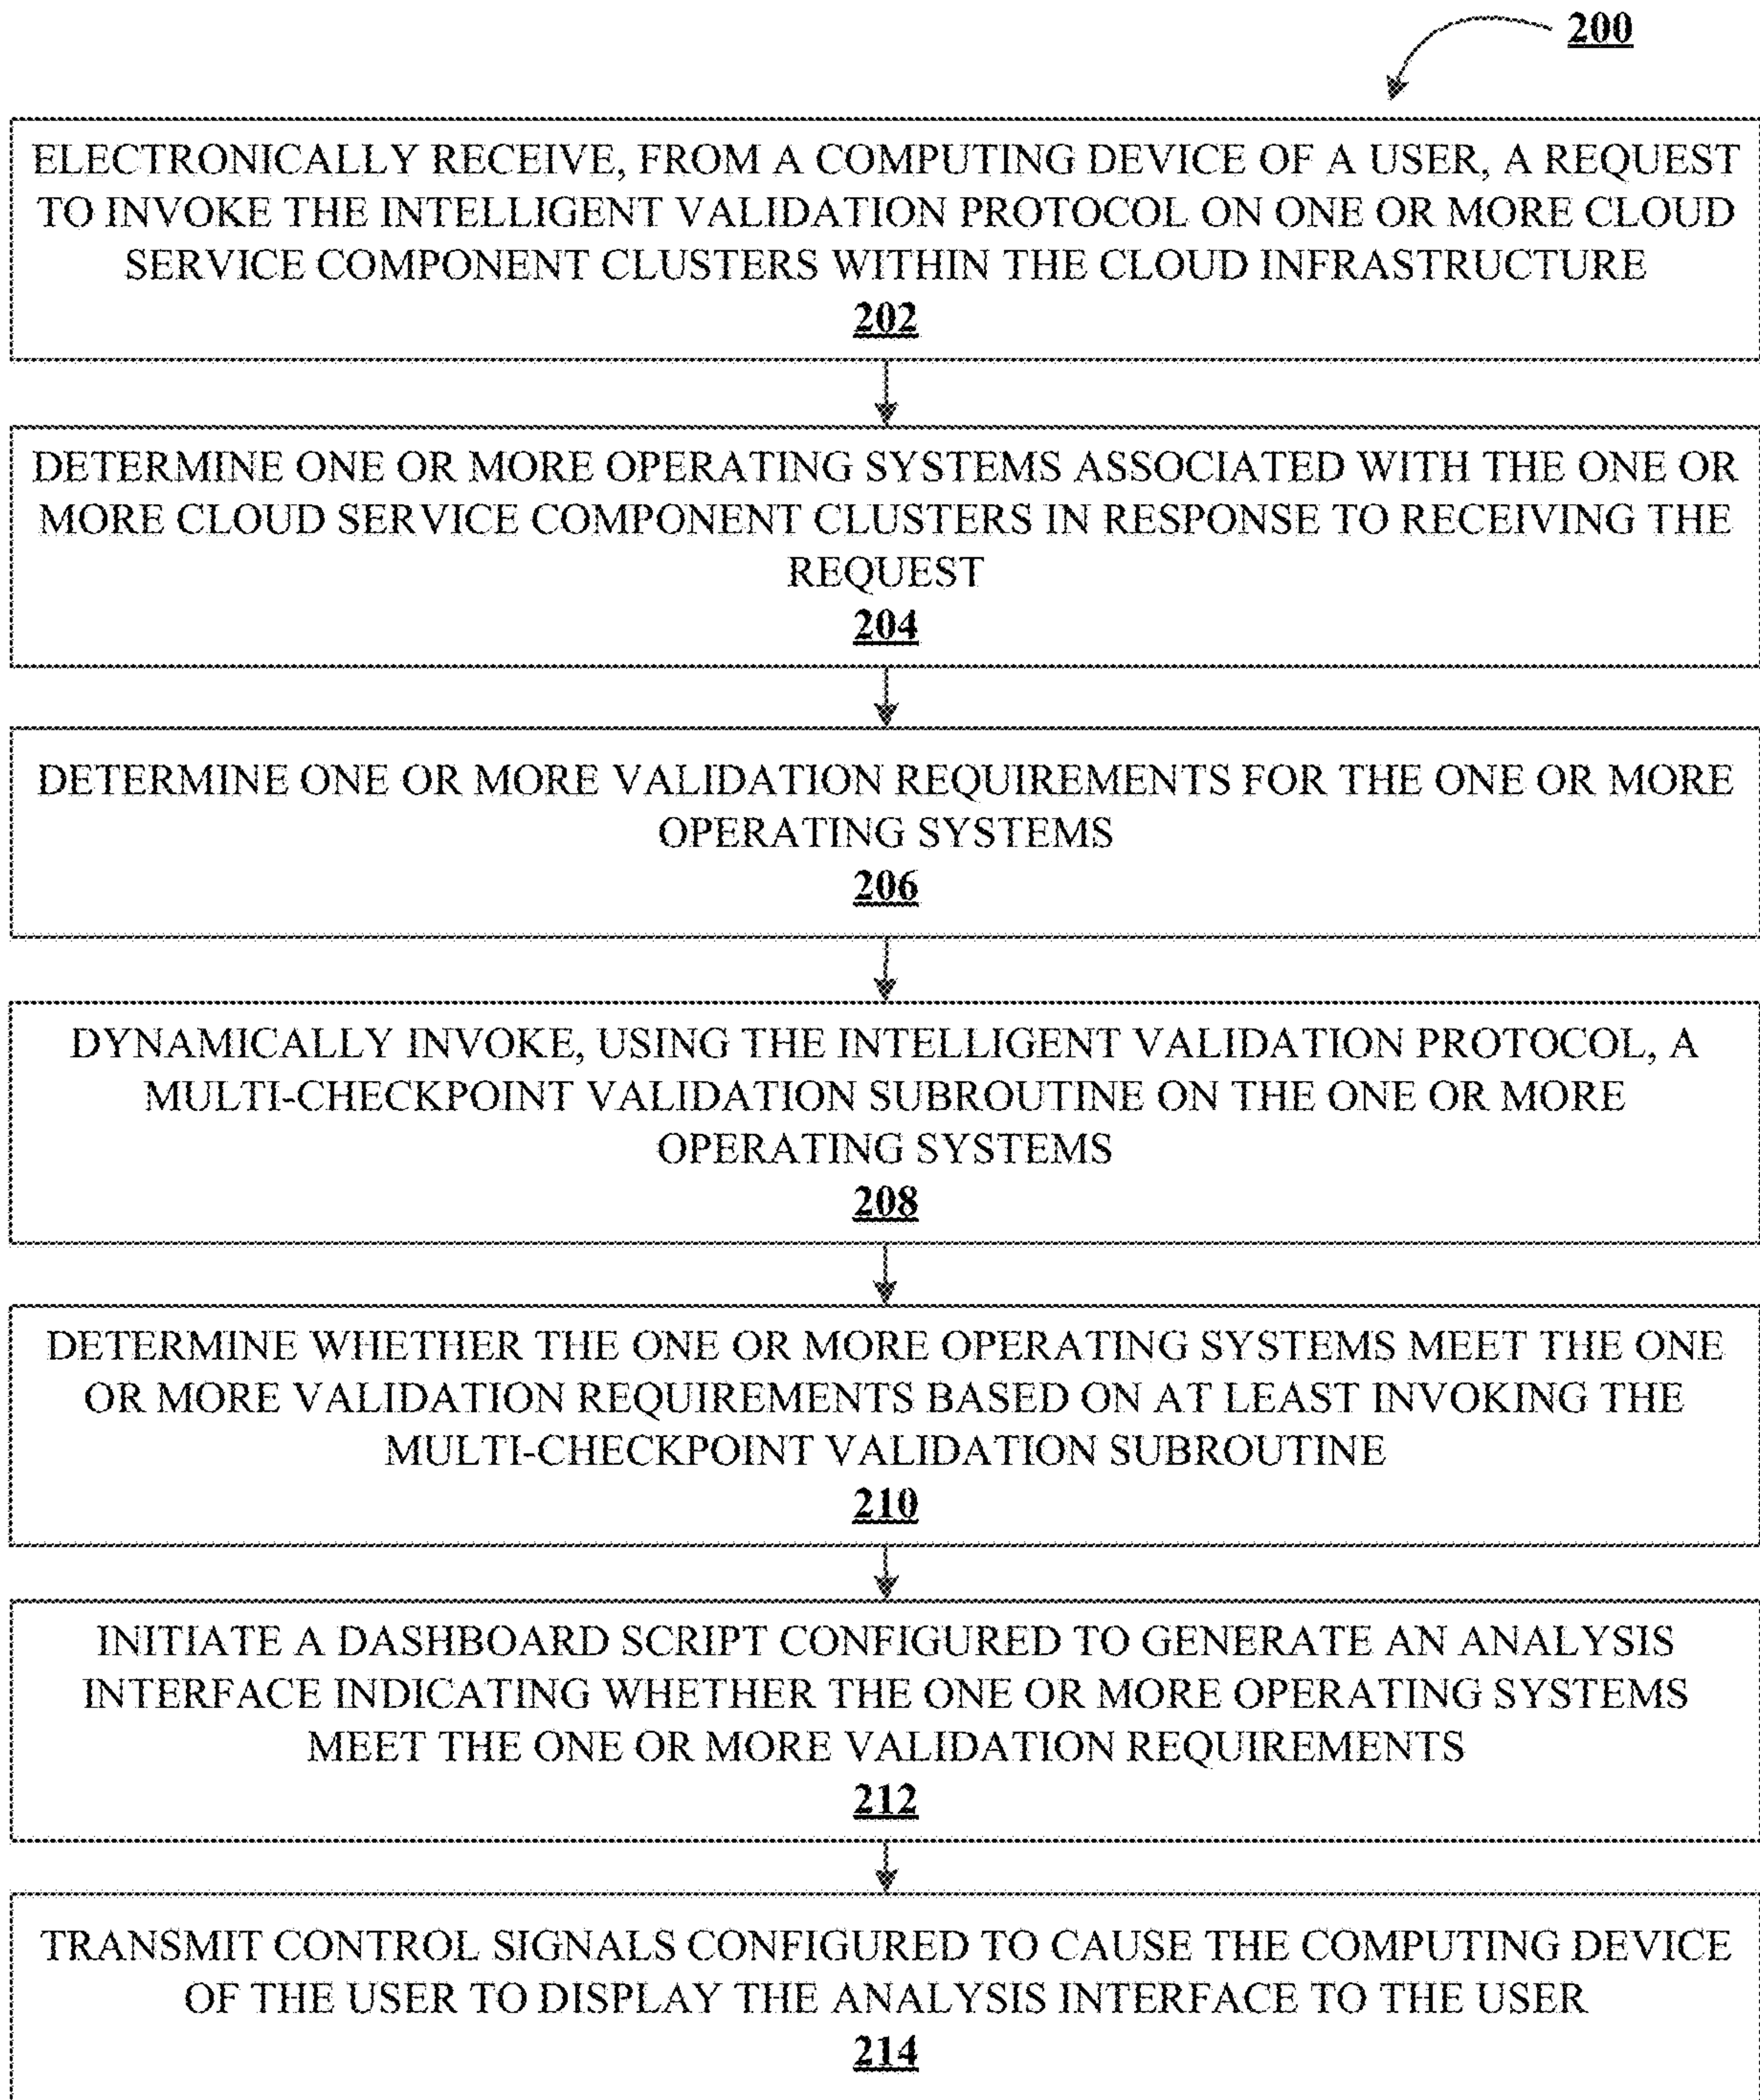 200
ELECTRONICALLY RECEIVE, FROM A COMPUTING DEVICE OF A USER, A REQUEST
TO INVOKE THE INTELLIGENT VALIDATION PROTOCOL ON ONE OR MORE CLOUD
SERVICE COMPONENT CLUSTERS WITHIN THE CLOUD INFRASTRUCTURE
202
DETERMINE ONE OR MORE OPERATING SYSTEMS ASSOCIATED WITH THE ONE OR
MORE CLOUD SERVICE COMPONENT CLUSTERS IN RESPONSE TO RECEIVING THE
REQUEST
204
DETERMINE ONE OR MORE VALIDATION REQUIREMENTS FOR THE ONE OR MORE
OPERATING SYSTEMS
206
DYNAMICALLY INVOKE, USING THE INTELLIGENT VALIDATION PROTOCOL, A
MULTI-CHECKPOINT VALIDATION SUBROUTINE ON THE ONE OR MORE
OPERATING SYSTEMS
208
DETERMINE WHETHER THE ONE OR MORE OPERATING SYSTEMS MEET THE ONE
OR MORE VALIDATION REQUIREMENTS BASED ON AT LEAST INVOKING THE
MULTI-CHECKPOINT VALIDATION SUBROUTINE
210
INITIATE A DASHBOARD SCRIPT CONFIGURED TO GENERATE AN ANALYSIS
INTERFACE INDICATING WHETHER THE ONE OR MORE OPERATING SYSTEMS
MEET THE ONE OR MORE VALIDATION REQUIREMENTS
212
TRANSMIT CONTROL SIGNALS CONFIGURED TO CAUSE THE COMPUTING DEVICE
OF THE USER TO DISPLAY THE ANALYSIS INTERFACE TO THE USER
214